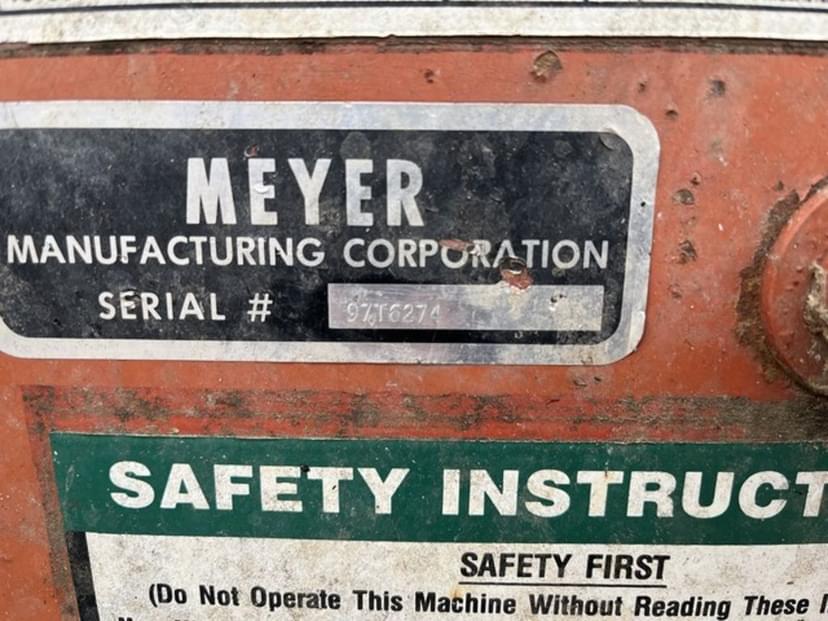 MEYER
MANUFACTURING CORPORATION
SERIAL # 97T6274
SAFETY INSTRUCT
SAFETY FIRST
(Do Not Operate This Machine Without Reading These